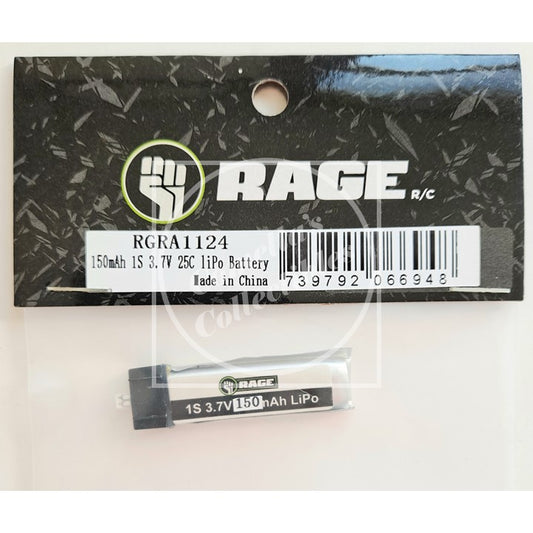 RAGE R/C
RGRA1124
150mAh 1S 3.7V 25C liPo Battery
Made in China
739792 066948
RAGE
1S 3.7V 150mAh LiPo